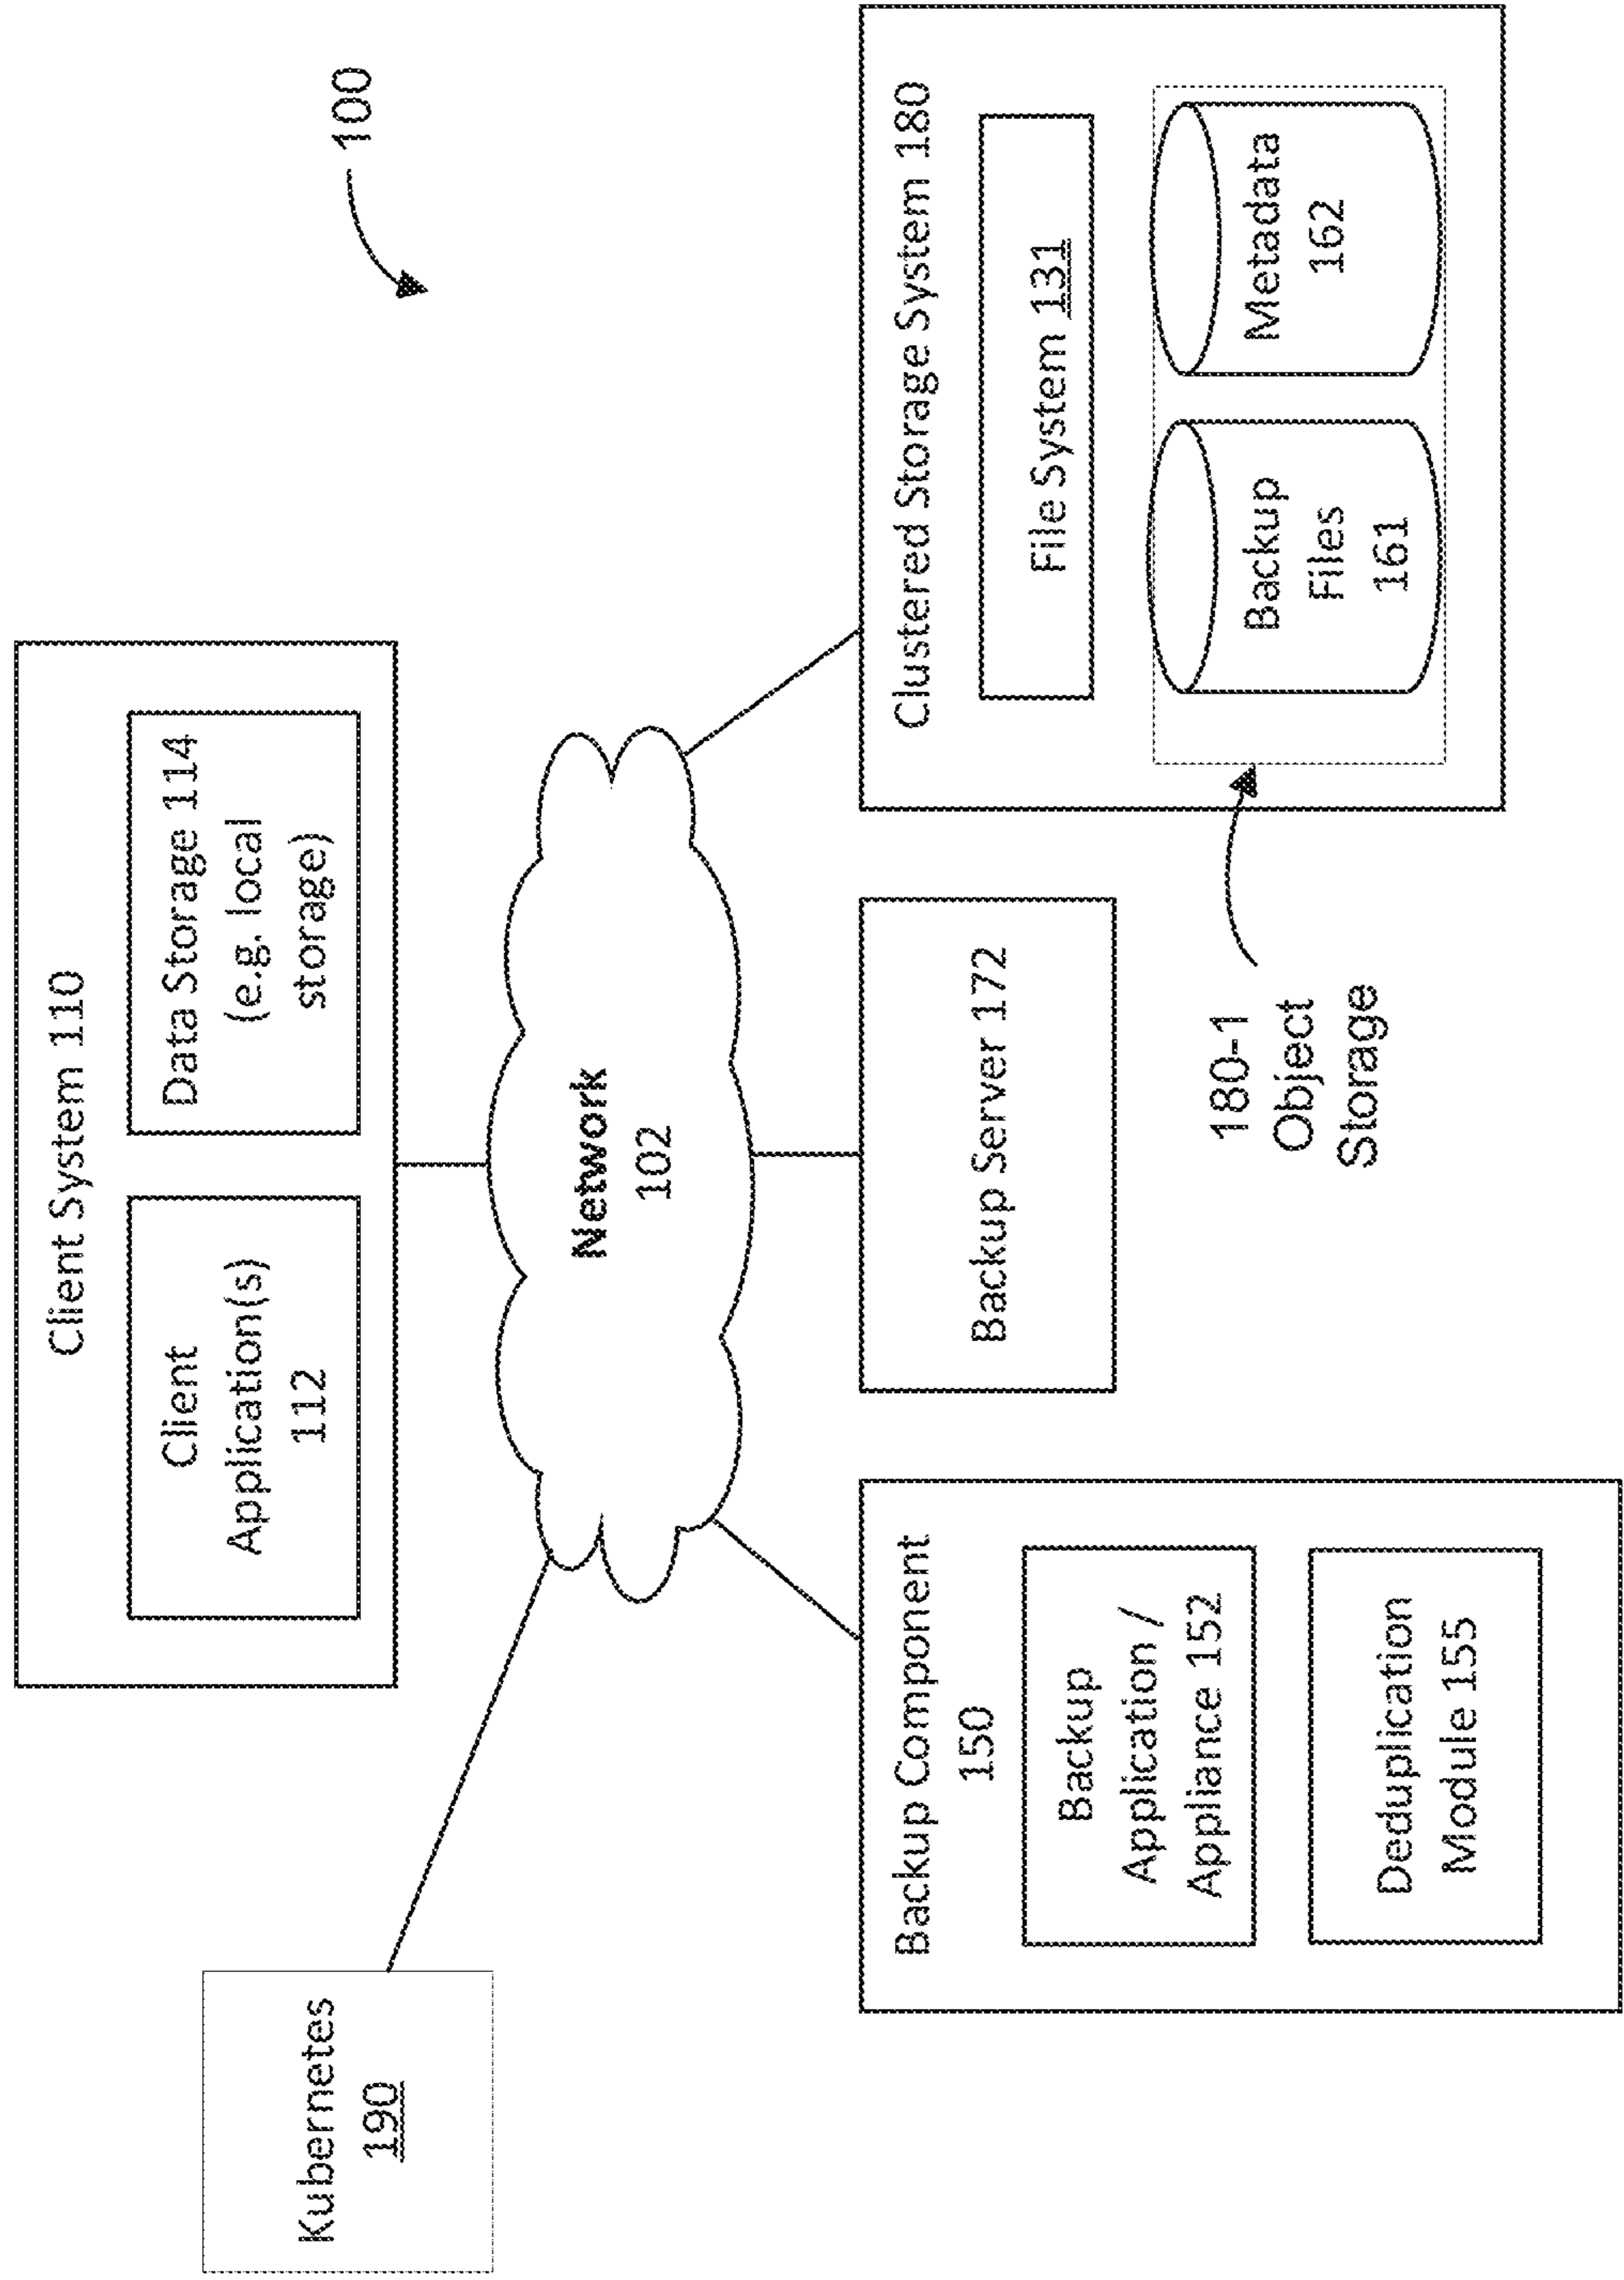 100
Client System 110
Client
Application(s)
112
Data Storage 114
(e.g. local
storage)
Kubernetes
190
Network
102
Backup Component
150
Backup
Application /
Appliance 152
Deduplication
Module 155
Backup Server 172
180-1
Object
Storage
Clustered Storage System 180
File System 131
Backup
Files
161
Metadata
162